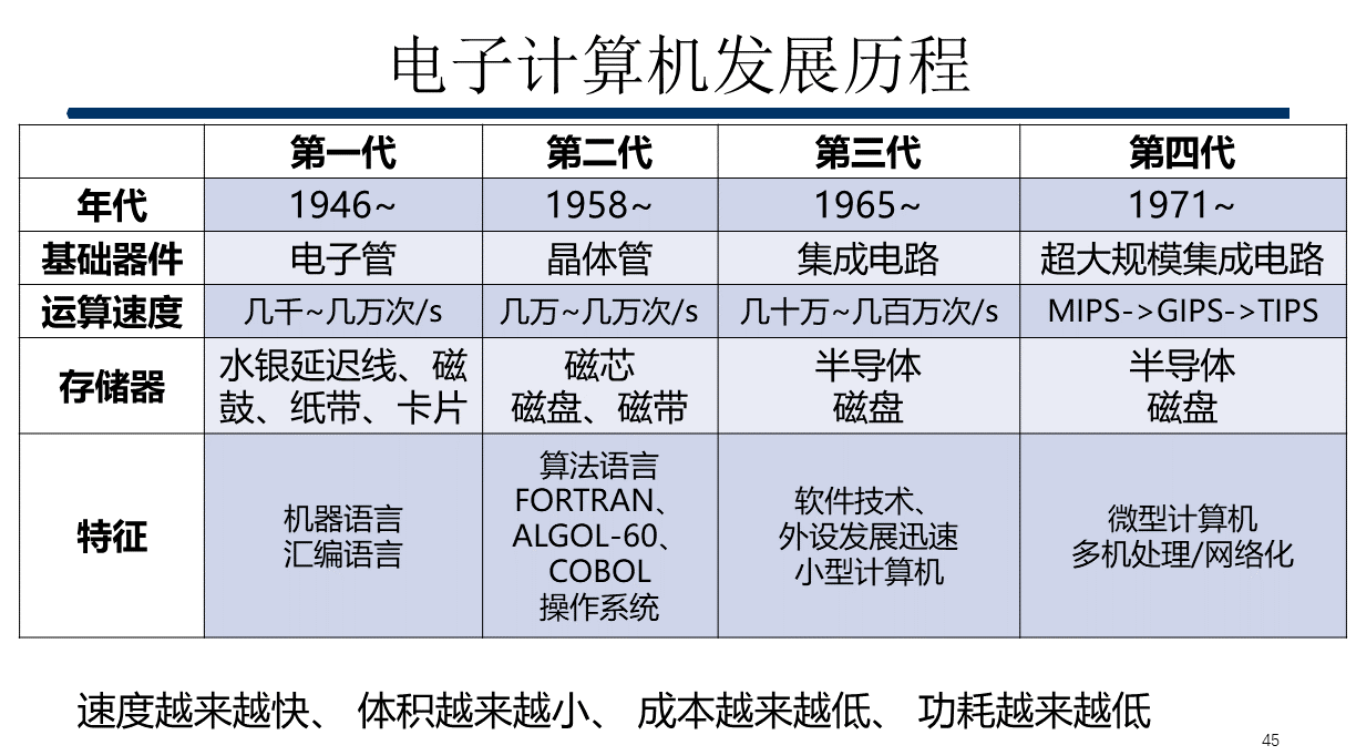 电子计算机发展历程
第一代 第二代 第三代 第四代
年代 1946~ 1958~ 1965~ 1971~
基础器件 电子管 晶体管 集成电路 超大规模集成电路
运算速度 几千~几万次/s 几万~几万次/s 几十万~几百万次/s MIPS->GIPS->TIPS
存储器
水银延迟线、磁
鼓、纸带、卡片
磁芯
磁盘、磁带
半导体
磁盘
半导体
磁盘
特征
机器语言
汇编语言
算法语言
FORTRAN、
ALGOL-60、
COBOL
操作系统
软件技术、
外设发展迅速
小型计算机
微型计算机
多机处理/网络化
速度越来越快、 体积越来越小、 成本越来越低、 功耗越来越低
45